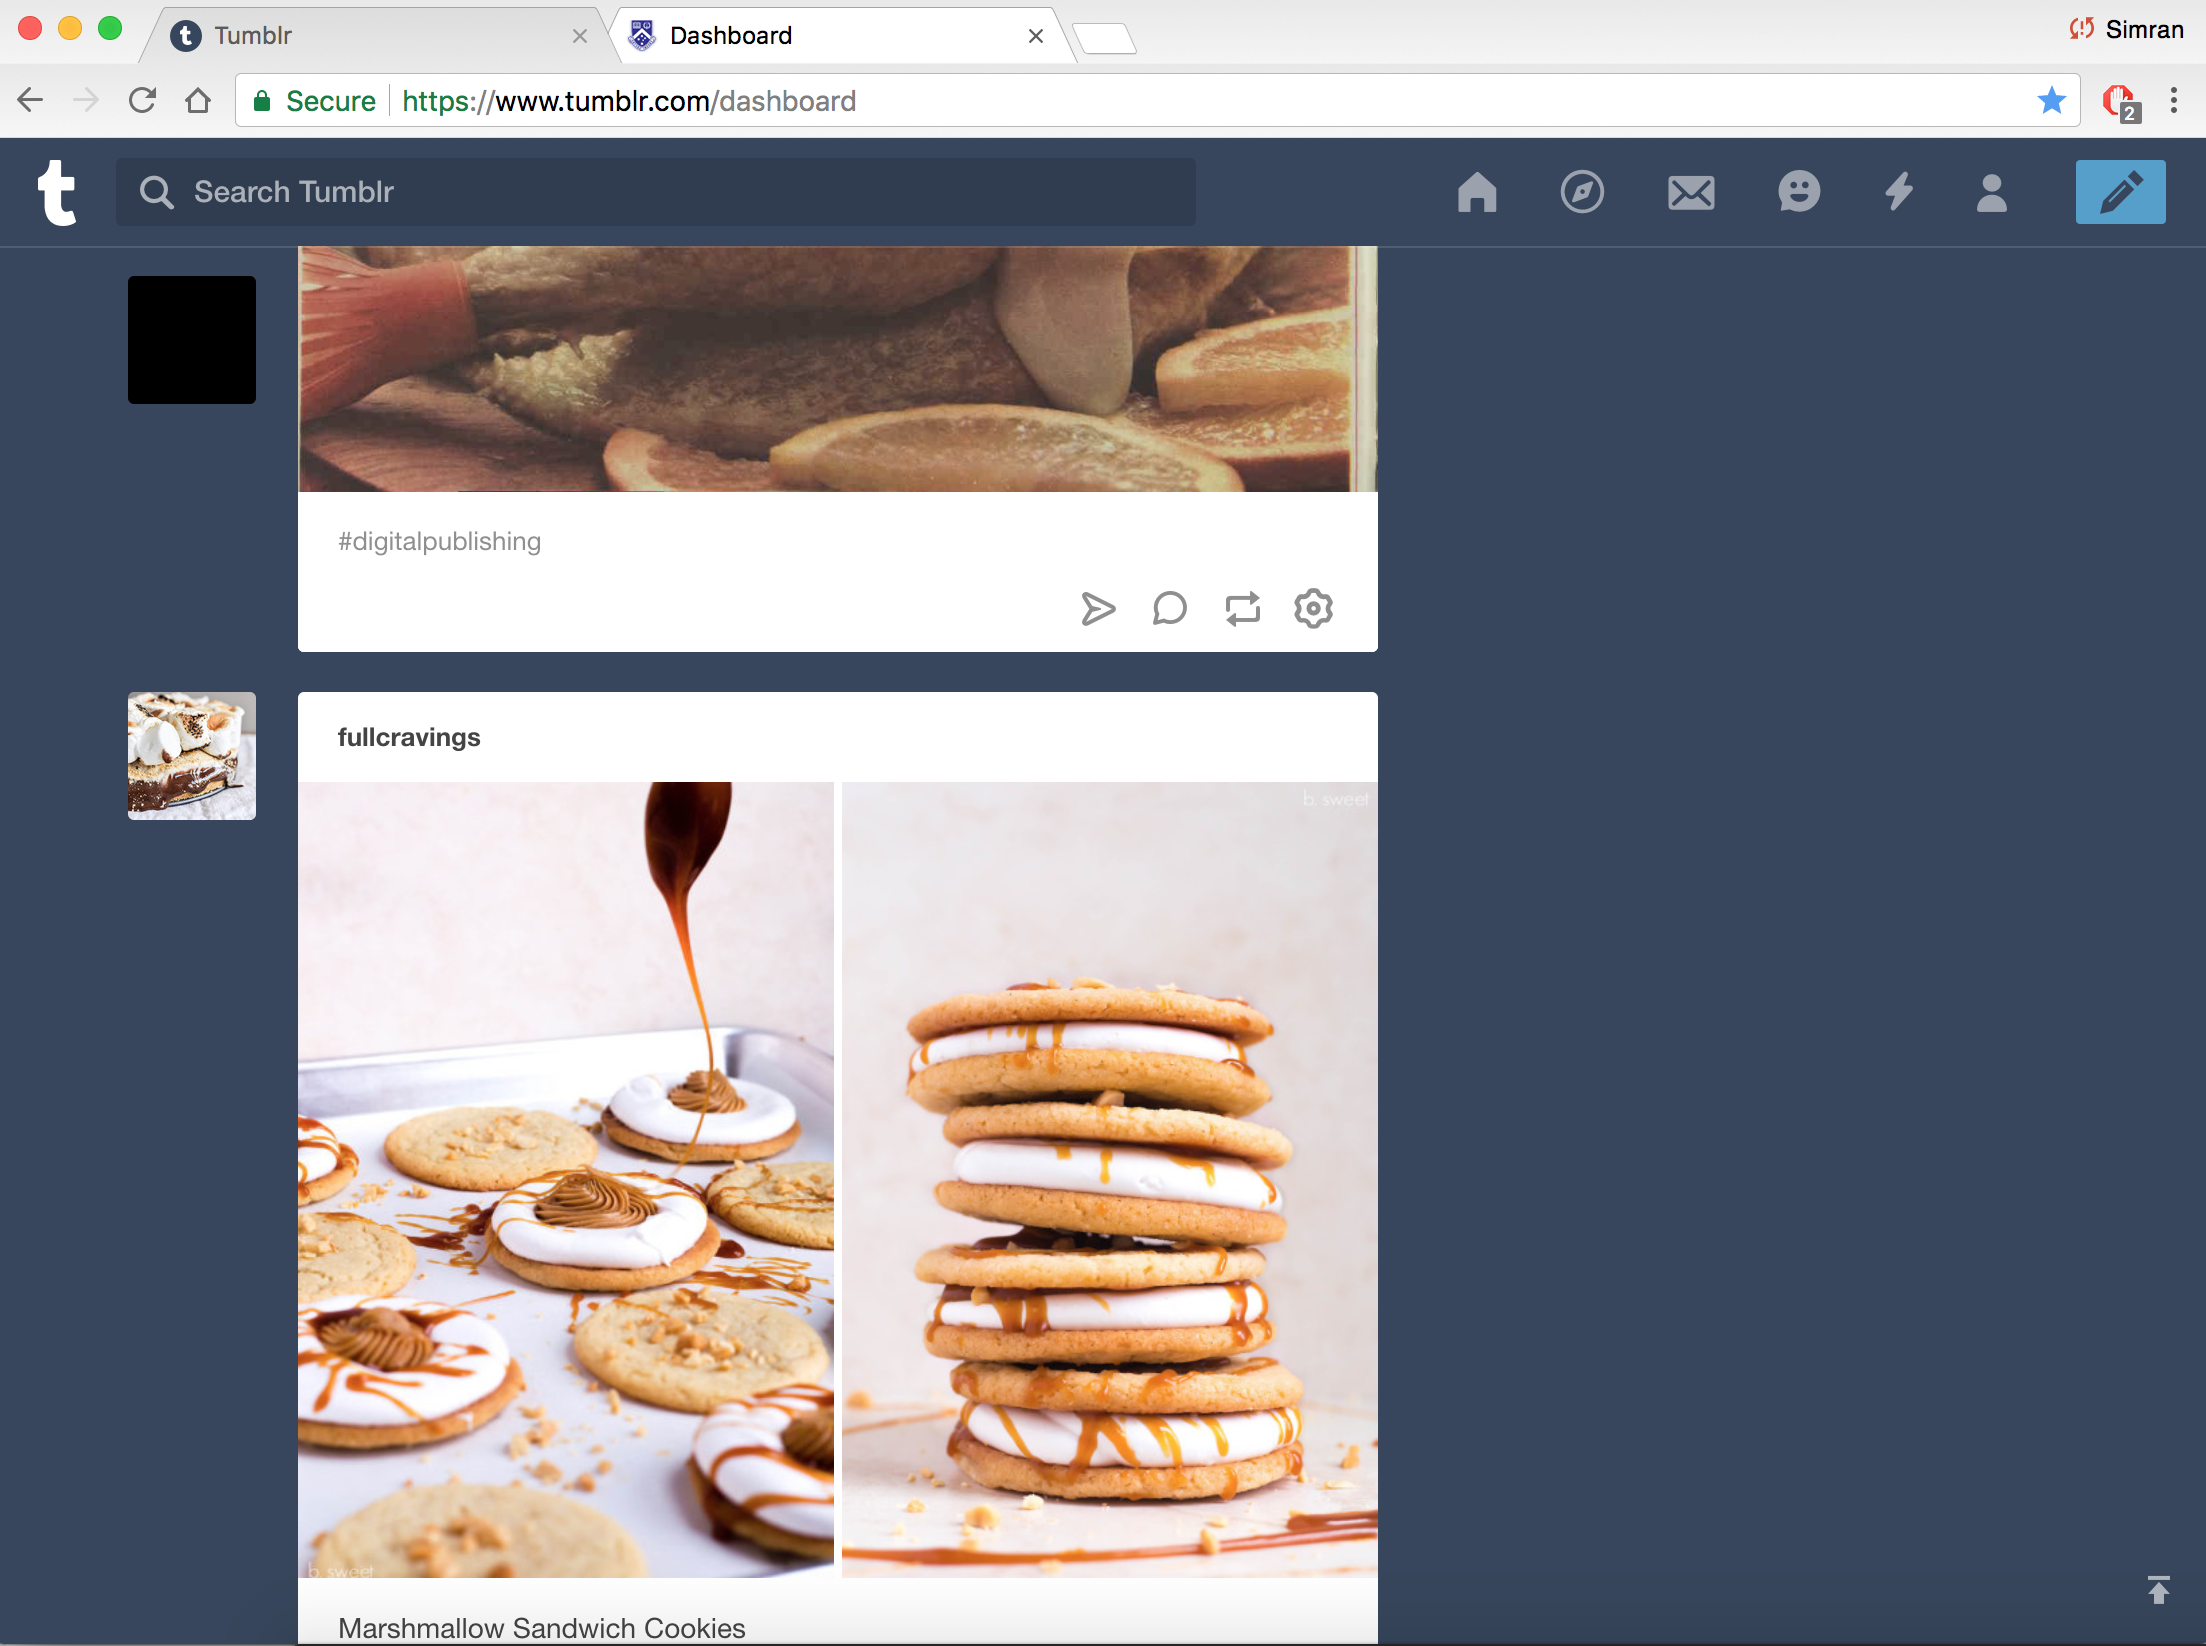 Tumblr
Dashboard
Simran
Secure
https://www.tumblr.com/dashboard
2
t
Search Tumblr
#digitalpublishing
fullcravings
b. sweet
b. sweet
Marshmallow Sandwich Cookies